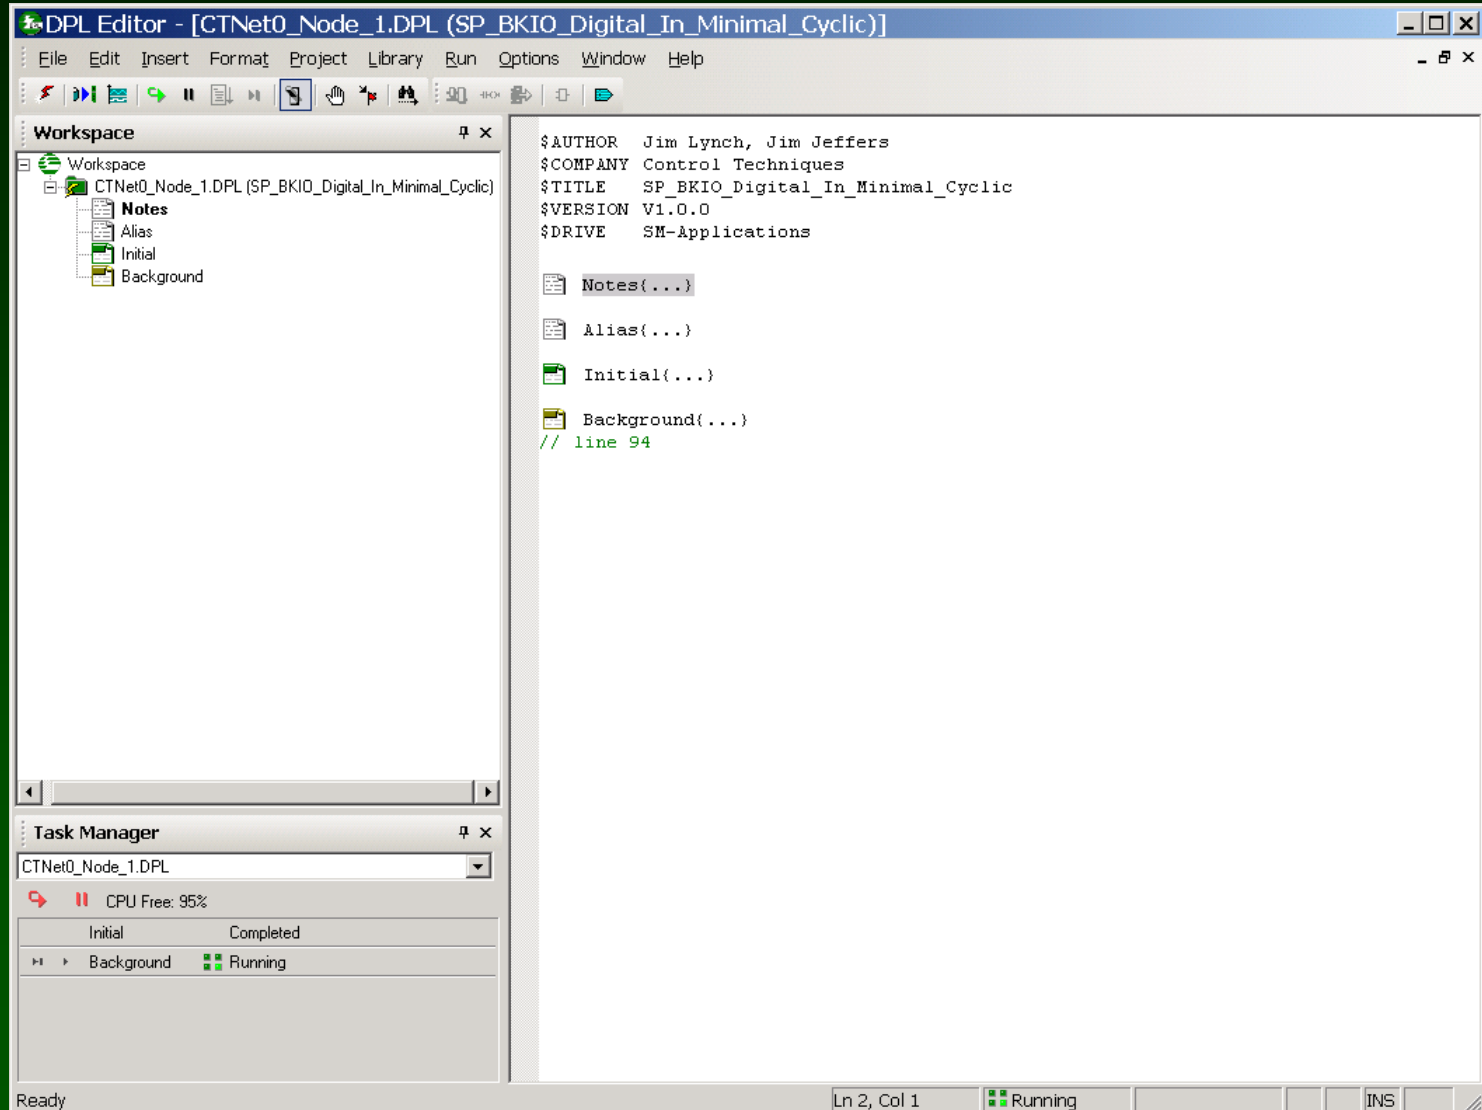 DPL Editor - [CTNet0_Node_1.DPL (SP_BKIO_Digital_In_Minimal_Cyclic)]
File Edit Insert Format Project Library Run Options Window Help
Workspace
Workspace
CTNet0_Node_1.DPL (SP_BKIO_Digital_In_Minimal_Cyclic)
Notes
Alias
Initial
Background
$AUTHOR Jim Lynch, Jim Jeffers
$COMPANY Control Techniques
$TITLE SP_BKIO_Digital_In_Minimal_Cyclic
$VERSION V1.0.0
$DRIVE SM-Applications
Notes{...}
Alias{...}
Initial{...}
Background{...}
// line 94
Task Manager
CTNet0_Node_1.DPL
CPU Free: 95%
Initial Completed
Background Running
Ready Ln 2, Col 1 Running INS